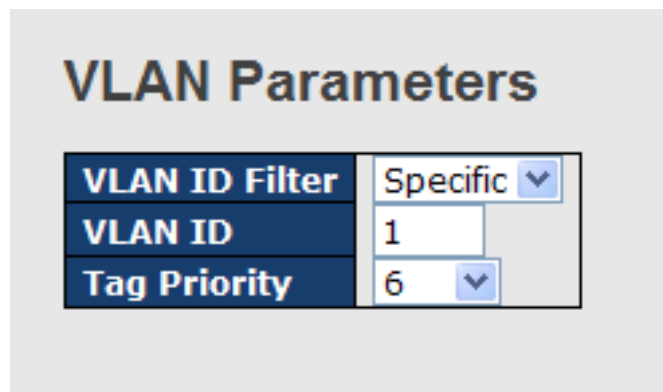 VLAN Parameters
VLAN ID Filter Specific
VLAN ID 1
Tag Priority 6